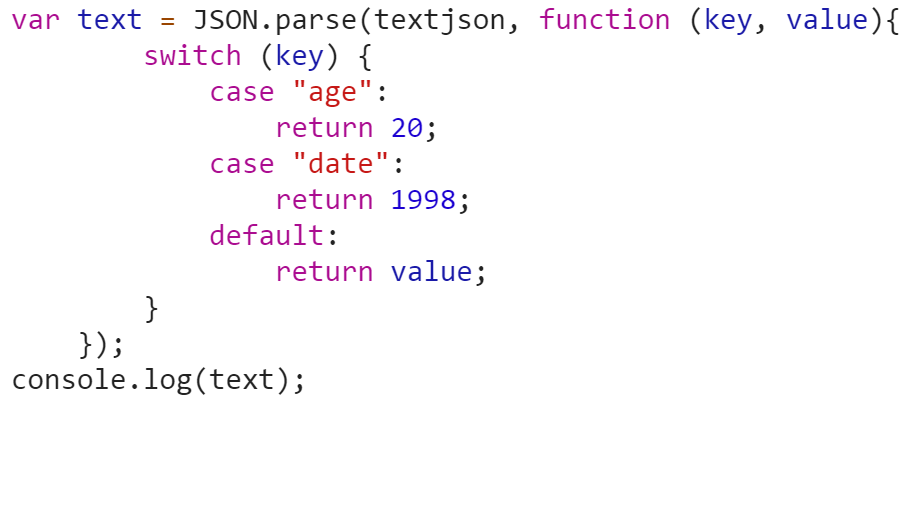 var text = JSON.parse(textjson, function (key, value){
        switch (key) {
            case "age":
                return 20;
            case "date":
                return 1998;
            default:
                return value;
        }
    });
console.log(text);